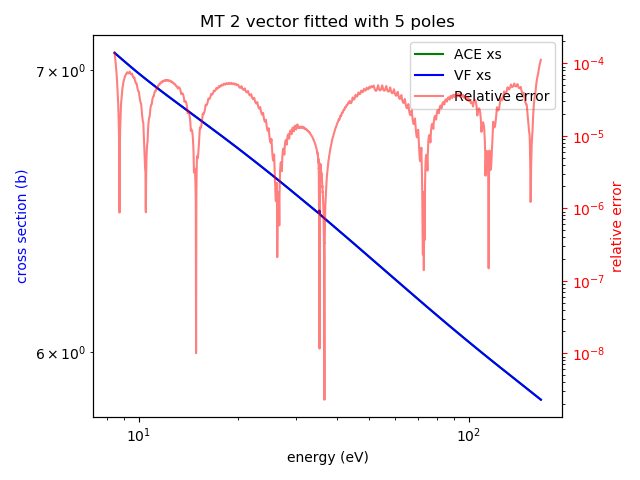 MT 2 vector fitted with 5 poles
ACE xs
VF xs
Relative error
7 × 10⁰
6 × 10⁰
cross section (b)
10⁻⁴
10⁻⁵
10⁻⁶
10⁻⁷
10⁻⁸
relative error
10¹
10²
energy (eV)